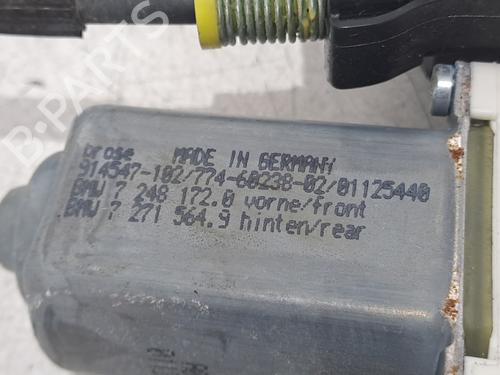 B-PARTS
brose MADE IN GERMANY
914547-102/774-60238-02/01125440
BMW 7 248 172.0 vorne/front
BMW 7 271 564.9 hinten/rear